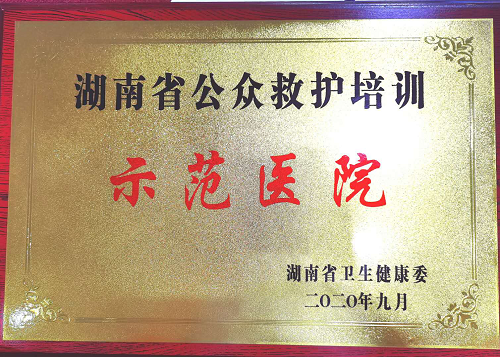 湖南省公众救护培训
示范医院
湖南省卫生健康委
二〇二〇年九月